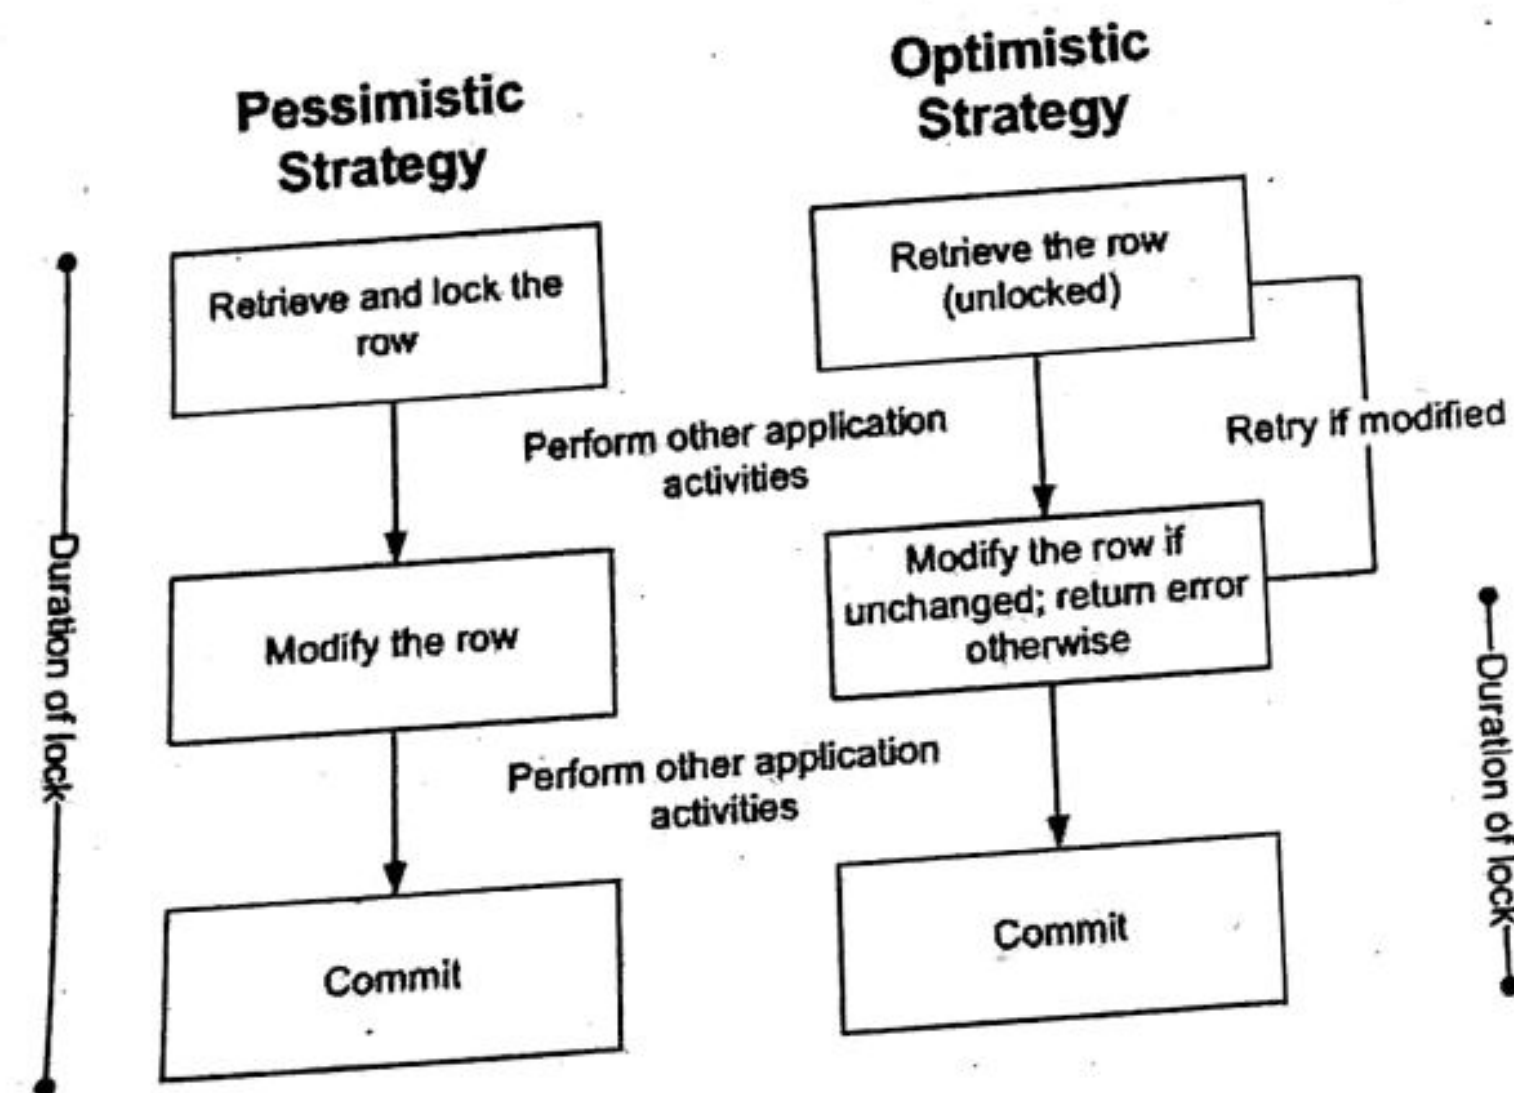 Pessimistic
Strategy
Retrieve and lock the
row
Modify the row
Commit
Duration of lock
Perform other application
activities
Perform other application
activities
Optimistic
Strategy
Retrieve the row
(unlocked)
Retry if modified
Modify the row if
unchanged; return error
otherwise
Commit
Duration of lock